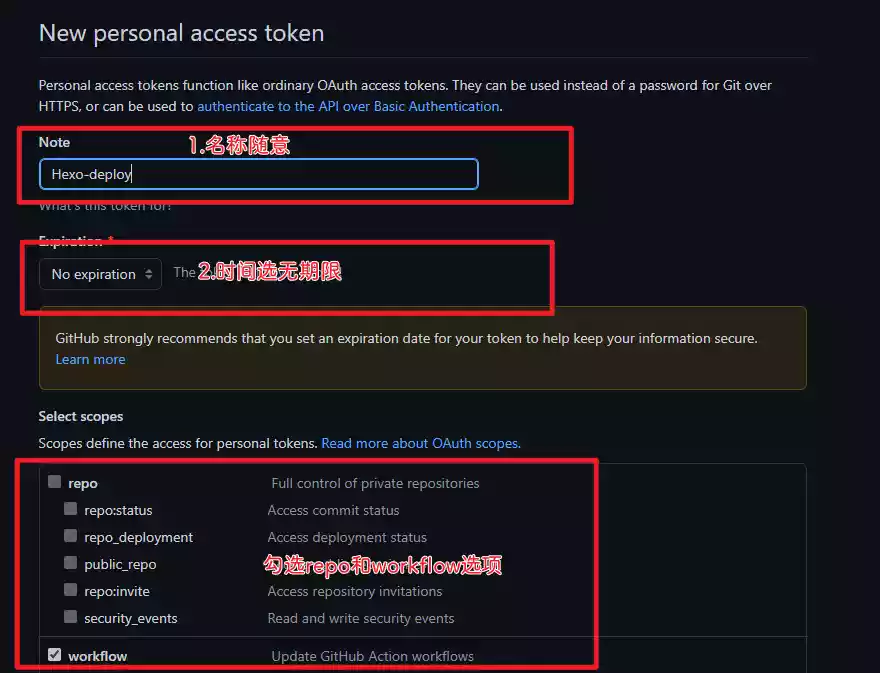 New personal access token
Personal access tokens function like ordinary OAuth access tokens. They can be used instead of a password for Git over
HTTPS, or can be used to authenticate to the API over Basic Authentication.
Note
1.名称随意
Hexo-deploy
What's this token for?
Expiration *
No expiration
The
2.时间选无期限
GitHub strongly recommends that you set an expiration date for your token to help keep your information secure.
Learn more
Select scopes
Scopes define the access for personal tokens. Read more about OAuth scopes.
repo Full control of private repositories
repo:status Access commit status
repo_deployment Access deployment status
public_repo
勾选repo和workflow选项
repo:invite Access repository invitations
security_events Read and write security events
workflow Update GitHub Action workflows